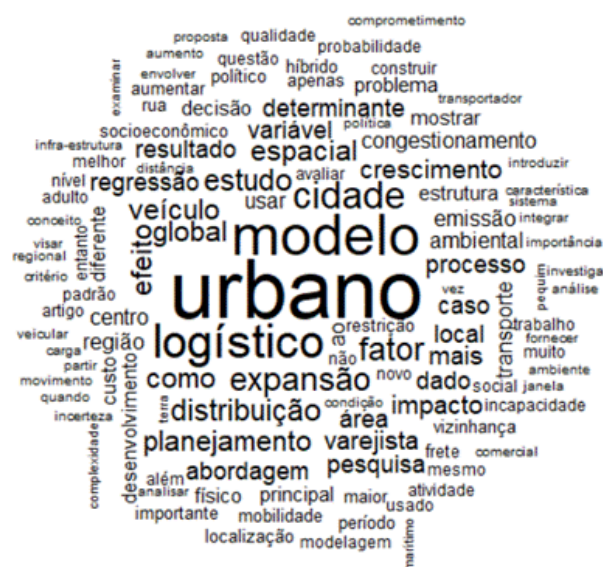 comprometimento
proposta qualidade
probabilidade
aumento questão híbrido construir
envolver político apenas problema
examinar aumentar
rua decisão determinante transportador
mostrar
socioeconômico variável política congestionamento
infra-estrutura resultado espacial
melhor distância avaliar crescimento introduzir
nível regressão estudo cidade estrutura característica
adulto usar sistema
conceito veículo modelo emissão integrar
visar entanto diferente efeito global ambiental importância
regional
critério urbano processo pequim investiga
padrão vez análise
artigo centro caso
veicular logístico restrição local transporte trabalho
carga região ao não fator mais fornecer
partir muito
movimento custo como expansão novo dado social ambiente
quando janela
incerteza desenvolvimento terra distribuição condição área impacto incapacidade
complexidade vizinhança
planejamento varejista
abordagem pesquisa frete comercial
além mesmo
analisar físico principal maior atividade
importante mobilidade período usado
localização modelagem marítimo